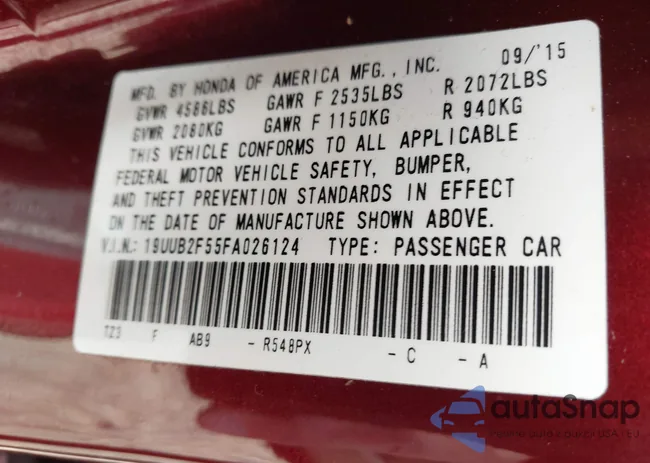 MFD. BY HONDA OF AMERICA MFG., INC. 09/'15
GVWR 4586LBS GAWR F 2535LBS R 2072LBS
GVWR 2080KG GAWR F 1150KG R 940KG
THIS VEHICLE CONFORMS TO ALL APPLICABLE
FEDERAL MOTOR VEHICLE SAFETY, BUMPER,
AND THEFT PREVENTION STANDARDS IN EFFECT
ON THE DATE OF MANUFACTURE SHOWN ABOVE.
V.I.N.: 19UUB2F55FA026124 TYPE: PASSENGER CAR
TZ3 F AB9 - R548PX - C - A
autoSnap